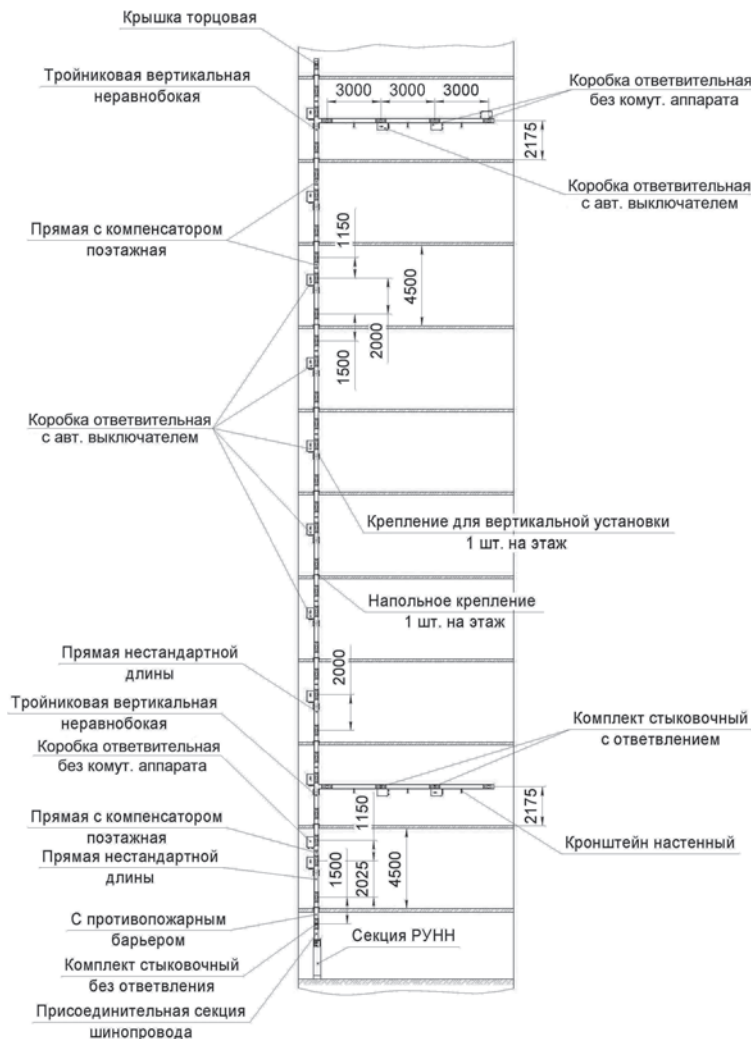 Крышка торцовая
Тройниковая вертикальная
неравнобокая
3000
3000
3000
Коробка ответвительная
без комут. аппарата
2175
Коробка ответвительная
с авт. выключателем
Прямая с компенсатором
поэтажная
1150
4500
2000
1500
Коробка ответвительная
с авт. выключателем
Крепление для вертикальной установки
1 шт. на этаж
Напольное крепление
1 шт. на этаж
Прямая нестандартной
длины
2000
Тройниковая вертикальная
неравнобокая
Комплект стыковочный
с ответвлением
Коробка ответвительная
без комут. аппарата
2175
1150
Прямая с компенсатором
поэтажная
Кронштейн настенный
Прямая нестандартной
длины
1500
2025
4500
С противопожарным
барьером
Секция РУНН
Комплект стыковочный
без ответвления
Присоединительная секция
шинопровода